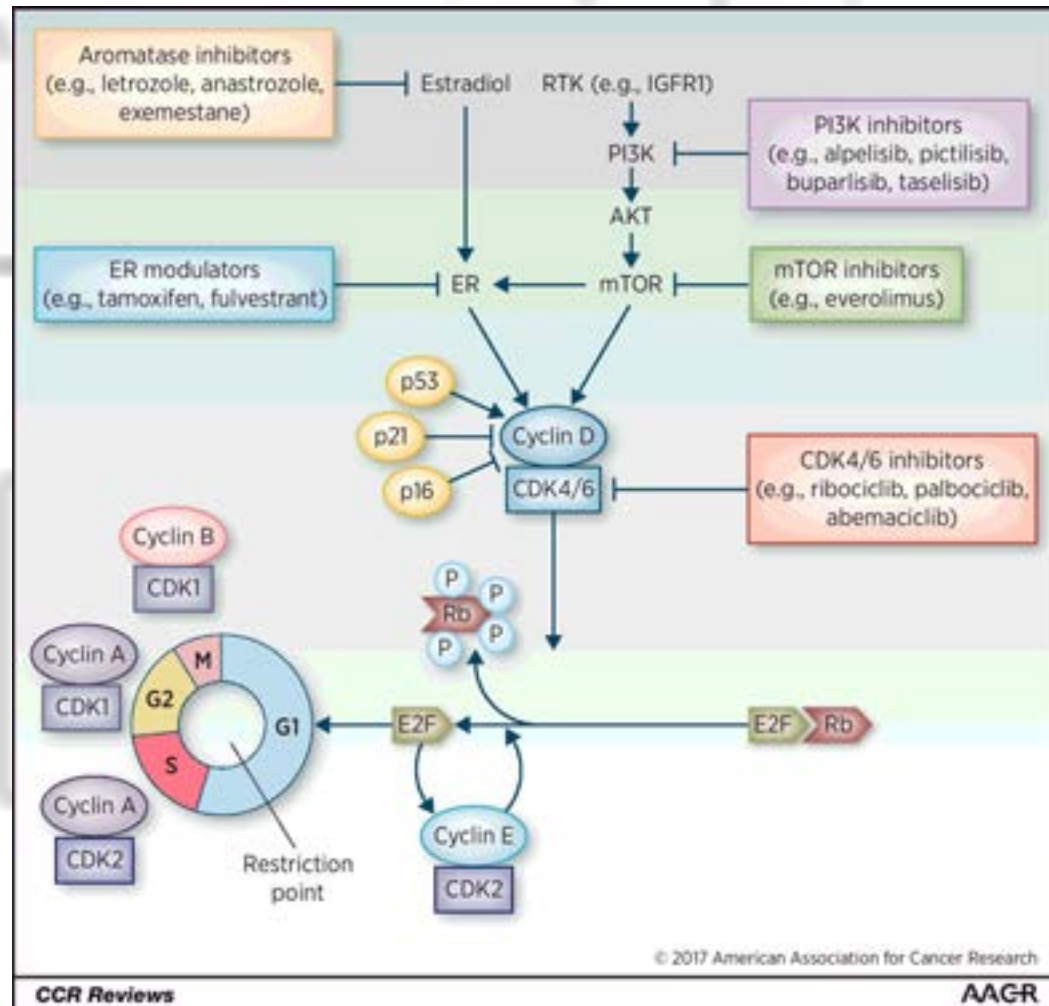 Aromatase inhibitors
(e.g., letrozole, anastrozole,
exemestane)
Estradiol
RTK (e.g., IGFR1)
PI3K
PI3K inhibitors
(e.g., alpelisib, pictilisib,
buparlisib, taselisib)
AKT
ER modulators
(e.g., tamoxifen, fulvestrant)
ER
mTOR
mTOR inhibitors
(e.g., everolimus)
p53
p21
p16
Cyclin D
CDK4/6
CDK4/6 inhibitors
(e.g., ribociclib, palbociclib,
abemaciclib)
Cyclin B
CDK1
P
P
Rb
P
P
Cyclin A
CDK1
M
G2
G1
S
E2F
E2F
Rb
Cyclin A
CDK2
Restriction
point
Cyclin E
CDK2
© 2017 American Association for Cancer Research
CCR Reviews
AACR